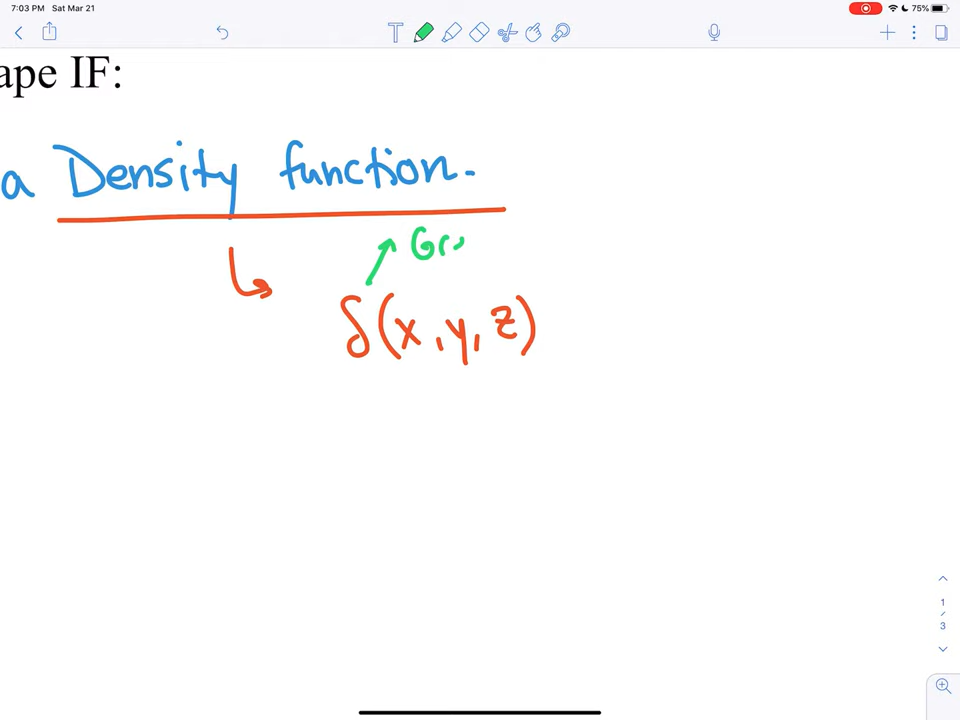 7:03 PM Sat Mar 21
75%
T
ape IF:
a Density function.
Gr
δ(x, y, z)
1
/
3